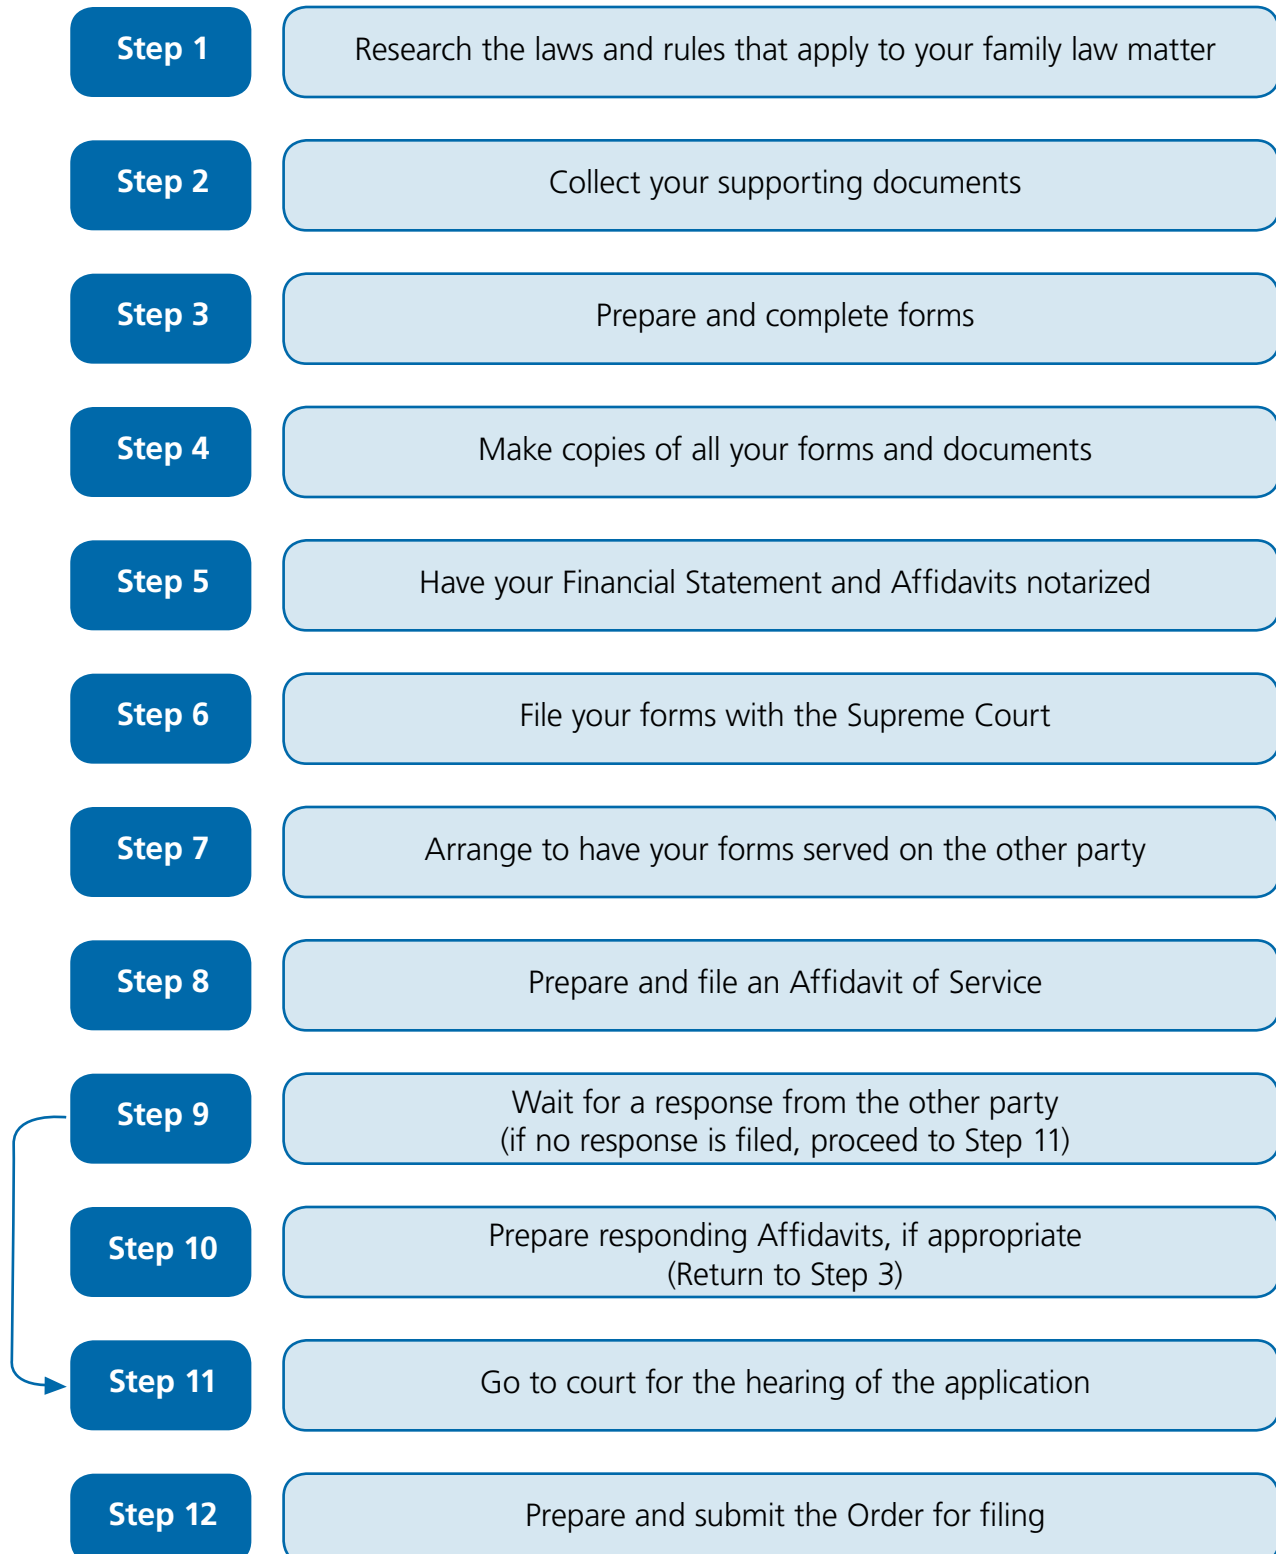 Step 1
Research the laws and rules that apply to your family law matter
Step 2
Collect your supporting documents
Step 3
Prepare and complete forms
Step 4
Make copies of all your forms and documents
Step 5
Have your Financial Statement and Affidavits notarized
Step 6
File your forms with the Supreme Court
Step 7
Arrange to have your forms served on the other party
Step 8
Prepare and file an Affidavit of Service
Step 9
Wait for a response from the other party
(if no response is filed, proceed to Step 11)
Step 10
Prepare responding Affidavits, if appropriate
(Return to Step 3)
Step 11
Go to court for the hearing of the application
Step 12
Prepare and submit the Order for filing